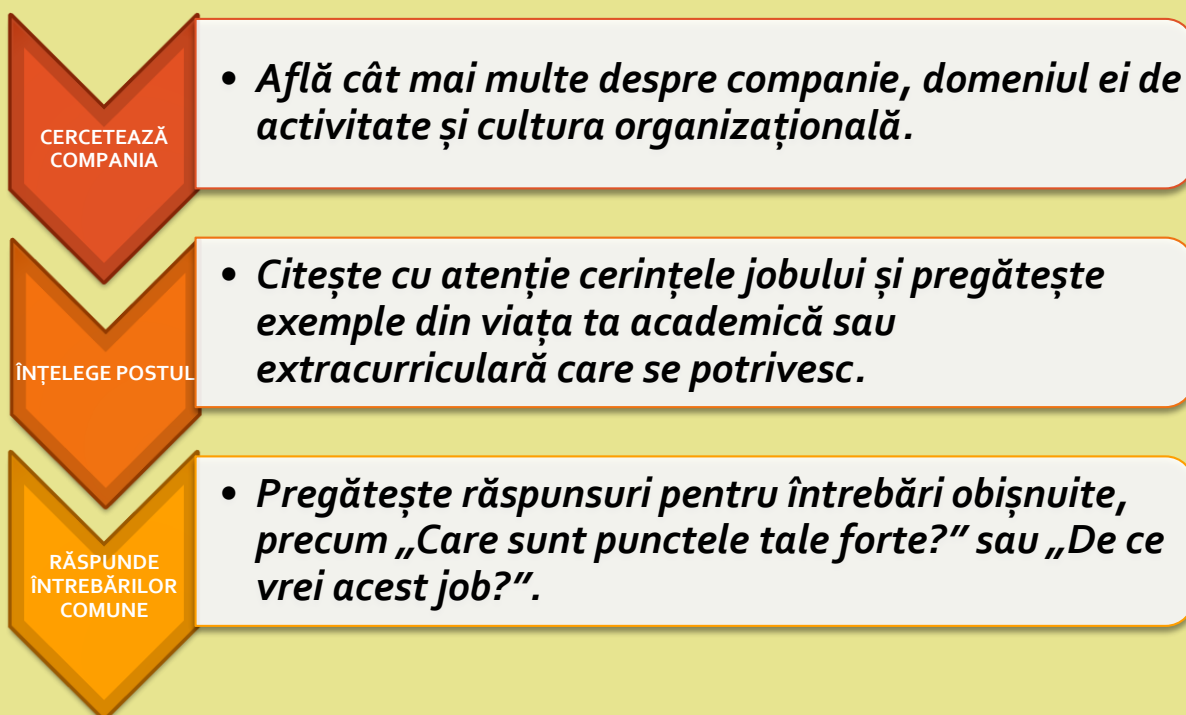 CERCETEAZĂ
COMPANIA
• Află cât mai multe despre companie, domeniul ei de
activitate și cultura organizațională.
ÎNȚELEGE POSTUL
• Citește cu atenție cerințele jobului și pregătește
exemple din viața ta academică sau
extracurriculară care se potrivesc.
RĂSPUNDE
ÎNTREBĂRILOR
COMUNE
• Pregătește răspunsuri pentru întrebări obișnuite,
precum „Care sunt punctele tale forte?” sau „De ce
vrei acest job?”.